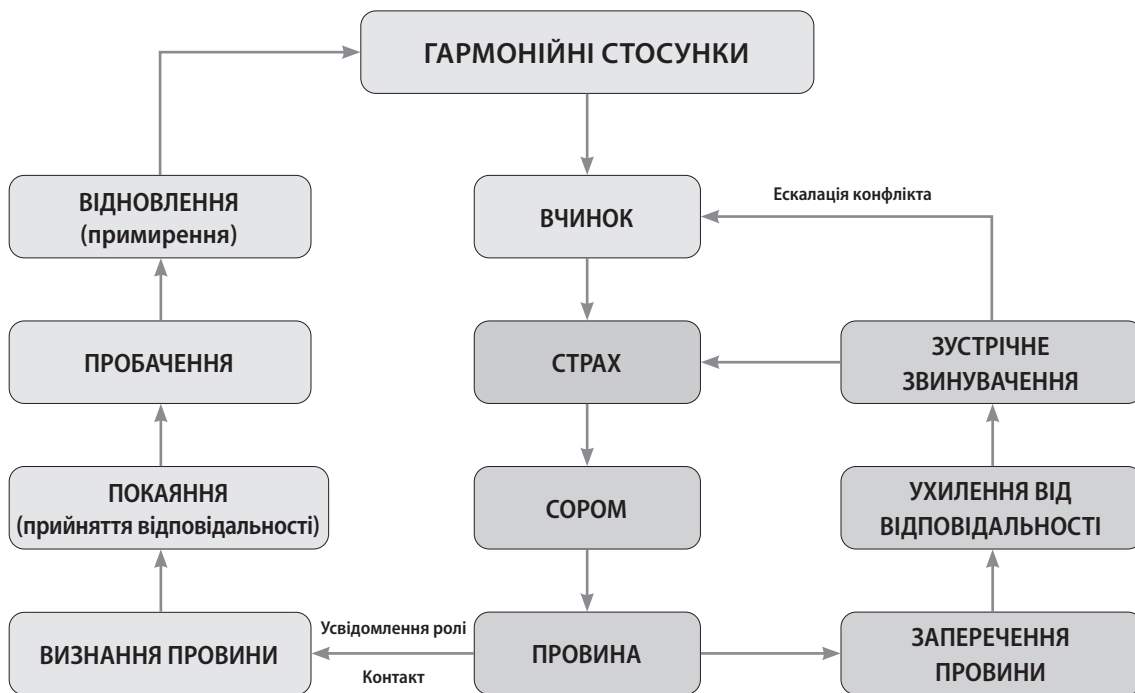 ГАРМОНІЙНІ СТОСУНКИ
ВІДНОВЛЕННЯ
(примирення)
ВЧИНОК
Ескалація конфлікта
ПРОБАЧЕННЯ
СТРАХ
ЗУСТРІЧНЕ
ЗВИНУВАЧЕННЯ
ПОКАЯННЯ
(прийняття відповідальності)
СОРОМ
УХИЛЕННЯ ВІД
ВІДПОВІДАЛЬНОСТІ
ВИЗНАННЯ ПРОВИНИ
Усвідомлення ролі
Контакт
ПРОВИНА
ЗАПЕРЕЧЕННЯ
ПРОВИНИ